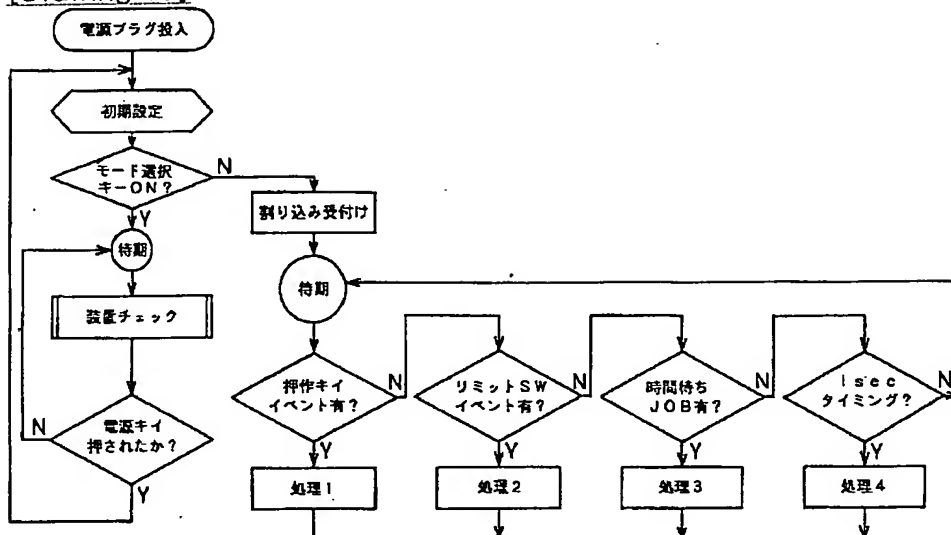 電源プラグ投入
初期設定
モード選択
キーON?
N
Y
待期
装置チェック
電源キイ
押されたか?
N
Y
割り込み受付け
待期
押作キイ
イベント有?
N
Y
処理1
リミットSW
イベント有?
N
Y
処理2
時間待ち
JOB有?
N
Y
処理3
1sec
タイミング?
N
Y
処理4